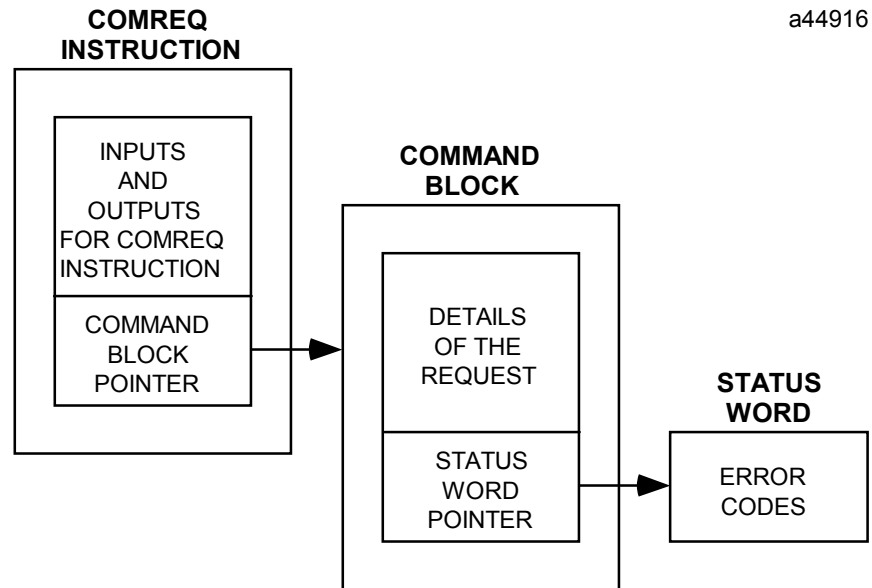 a44916
COMREQ
INSTRUCTION
INPUTS
AND
OUTPUTS
FOR COMREQ
INSTRUCTION
COMMAND
BLOCK
POINTER
COMMAND
BLOCK
DETAILS
OF THE
REQUEST
STATUS
WORD
POINTER
STATUS
WORD
ERROR
CODES